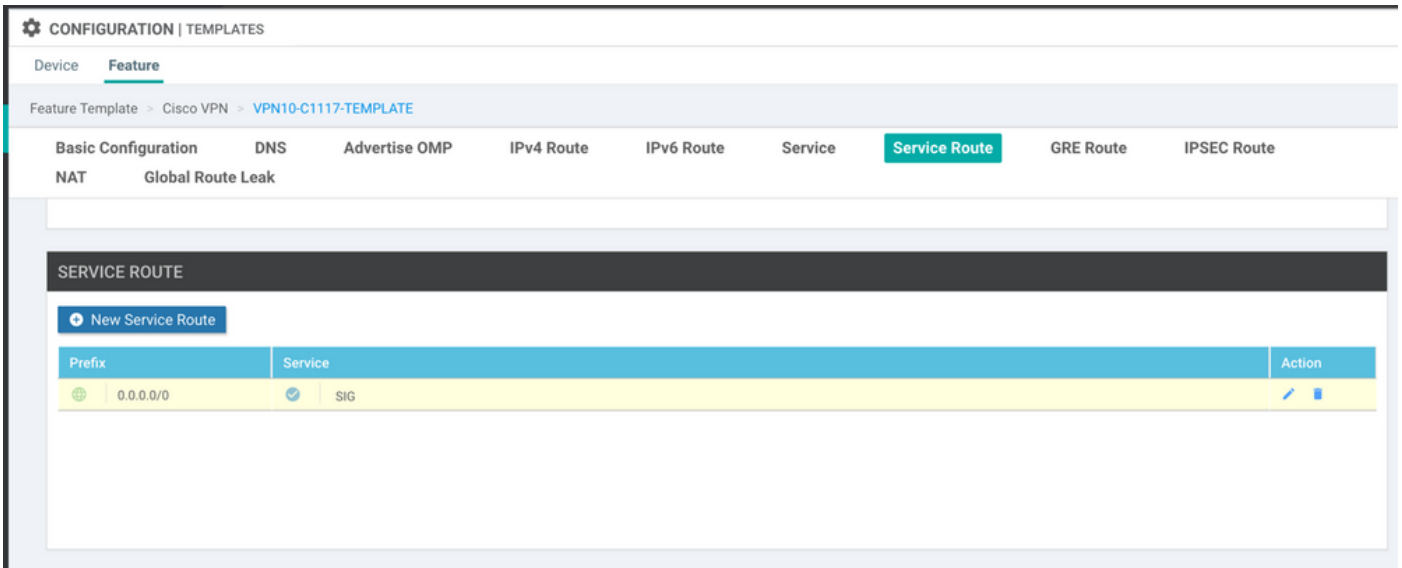 CONFIGURATION | TEMPLATES
Device Feature
Feature Template > Cisco VPN > VPN10-C1117-TEMPLATE
Basic Configuration DNS Advertise OMP IPv4 Route IPv6 Route Service Service Route GRE Route IPSEC Route
NAT Global Route Leak
SERVICE ROUTE
New Service Route
Prefix Service Action
0.0.0.0/0 SIG